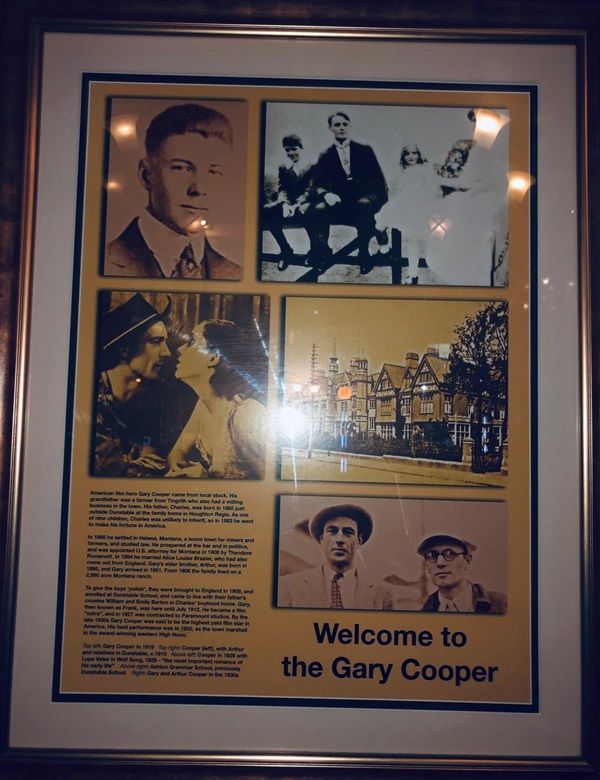 American film hero Gary Cooper came from local stock. His
grandfather was a farmer from Tingrith who also had a milling
business in the town. His father, Charles, was born in 1865 just
outside Dunstable at the family home in Houghton Regis. As one
of nine children, Charles was unlikely to inherit, so in 1883 he went
to make his fortune in America.
In 1885 he settled in Helena, Montana, a boom town for miners and
farmers, and studied law. He prospered at the bar and in politics,
and was appointed U.S. attorney for Montana in 1906 by Theodore
Roosevelt. In 1894 he married Alice Louise Brazier, who had also
come out from England. Gary's elder brother, Arthur, was born in
1895, and Gary arrived in 1901. From 1906 the family lived on a
2,660 acre Montana ranch.
To give the boys 'polish', they were brought to England in 1909, and
enrolled at Dunstable School, and came to live with their father's
cousins William and Emily Barton in Charles' boyhood home. Gary,
then known as Frank, was here until July 1912. He became a film
"extra", and in 1927 was contracted to Paramount studios. By the
late 1930s Gary Cooper was said to be the highest paid film star in
America. His best performance was in 1952, as the town marshall
in the award-winning western High Noon.
Top left: Gary Cooper in 1919 Top right: Cooper (left), with Arthur
and relatives in Dunstable, c.1910 Above left: Cooper in 1929 with
Lupe Velez in Wolf Song, 1929 - "the most important romance of
his early life" Above right: Ashton Grammar School, previously
Dunstable School Right: Gary and Arthur Cooper in the 1930s
Welcome to
the Gary Cooper